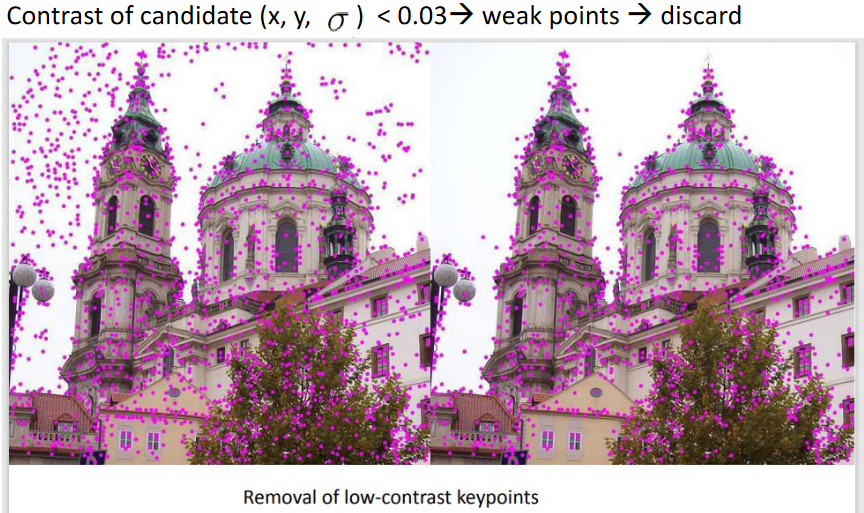 Contrast of candidate (x, y, σ) < 0.03→ weak points → discard
Removal of low-contrast keypoints